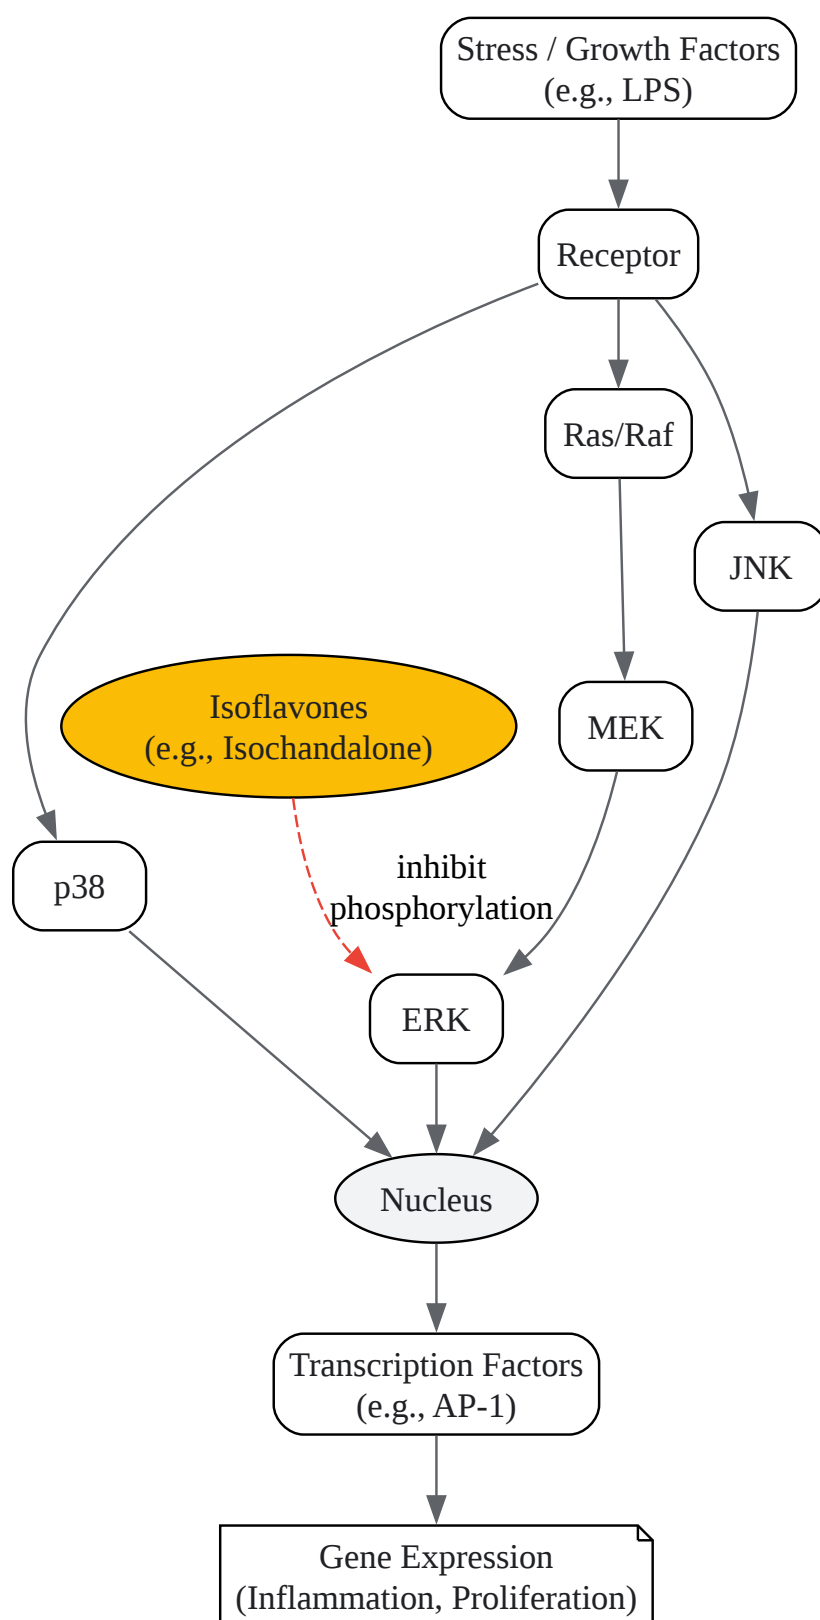 Stress / Growth Factors
(e.g., LPS)
Receptor
Ras/Raf
JNK
Isoflavones
(e.g., Isochandalone)
MEK
inhibit
phosphorylation
p38
ERK
Nucleus
Transcription Factors
(e.g., AP-1)
Gene Expression
(Inflammation, Proliferation)